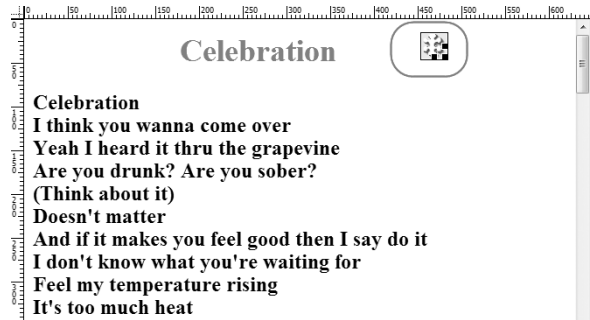 0 50 100 150 200 250 300 350 400 450 500 550 600
Celebration
Celebration
I think you wanna come over
Yeah I heard it thru the grapevine
Are you drunk? Are you sober?
(Think about it)
Doesn't matter
And if it makes you feel good then I say do it
I don't know what you're waiting for
Feel my temperature rising
It's too much heat